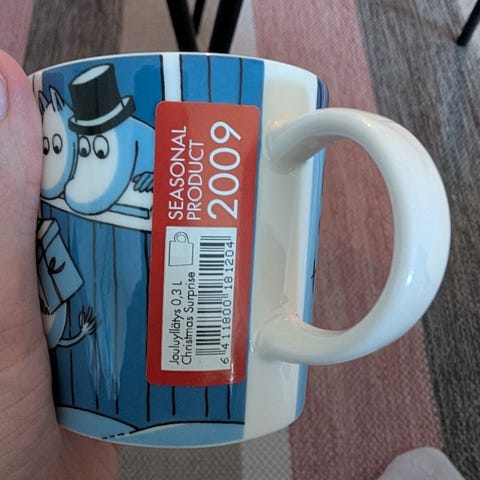 SEASONAL
PRODUCT
2009
Jouluyllätys 0,3 L
Christmas Surprise
6 411800 181204